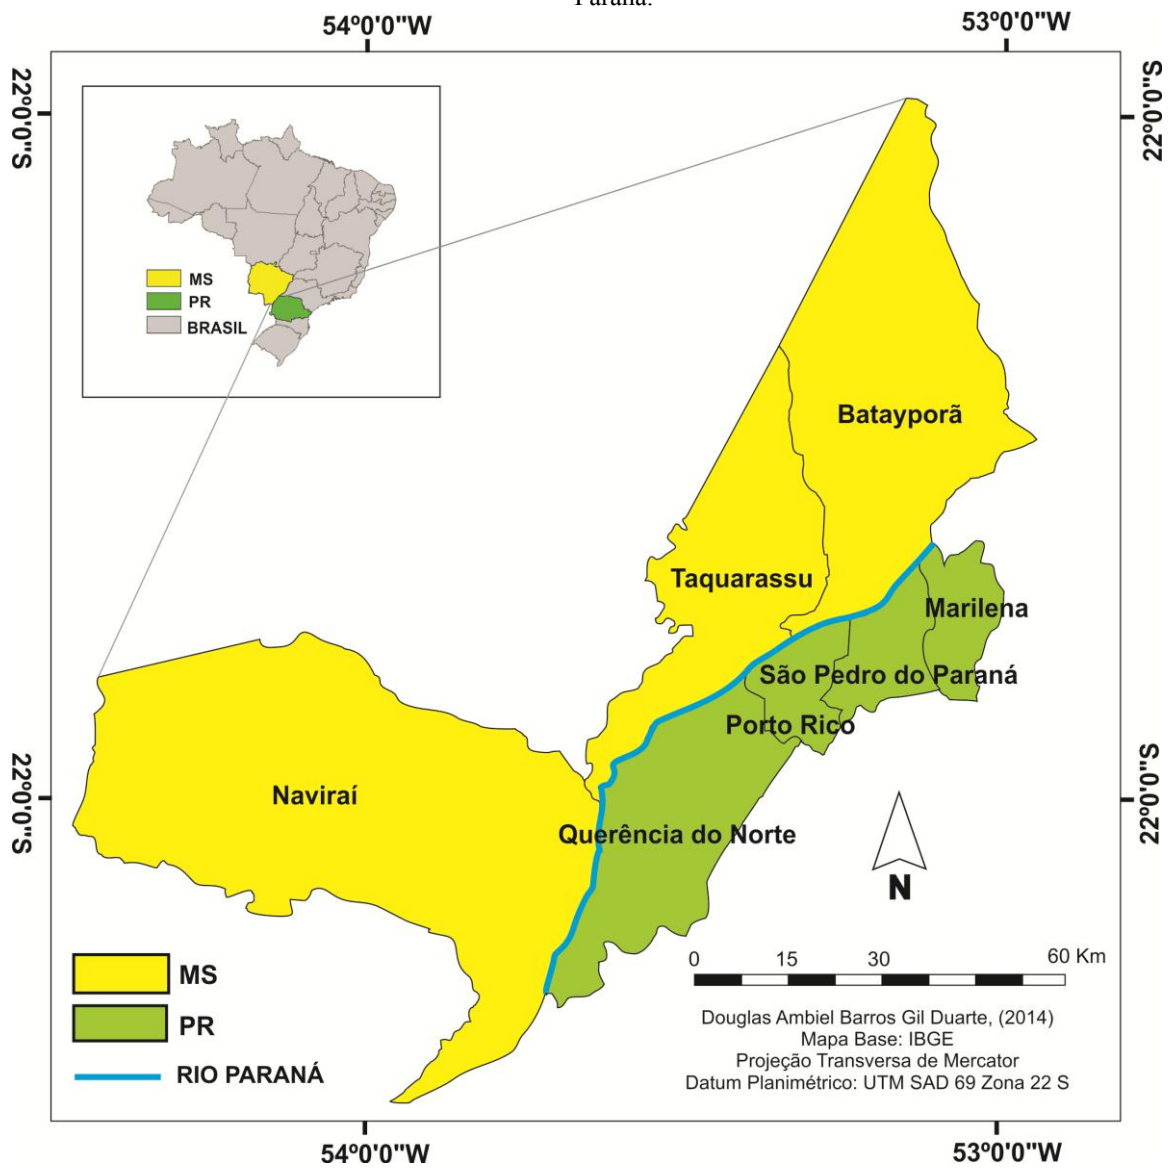 Paraná.
54º0'0"W
53º0'0"W
22º0'0"S
22º0'0"S
MS
PR
BRASIL
Batayporã
Taquarassu
Marilena
São Pedro do Paraná
Porto Rico
Naviraí
Querência do Norte
22º0'0"S
22º0'0"S
N
MS
PR
RIO PARANÁ
0 15 30 60 Km
Douglas Ambiel Barros Gil Duarte, (2014)
Mapa Base: IBGE
Projeção Transversa de Mercator
Datum Planimétrico: UTM SAD 69 Zona 22 S
54º0'0"W
53º0'0"W